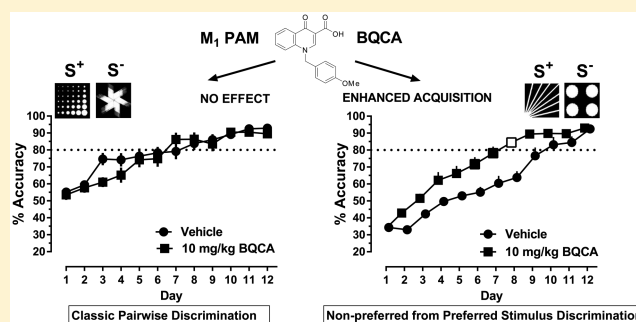 M₁ PAM BQCA
O O
OH
N
OMe
S⁺ S⁻
NO EFFECT
ENHANCED ACQUISITION
S⁺ S⁻
% Accuracy
100
90
80
70
60
50
40
30
20
Vehicle
10 mg/kg BQCA
1 2 3 4 5 6 7 8 9 10 11 12
Day
Classic Pairwise Discrimination
% Accuracy
100
90
80
70
60
50
40
30
20
Vehicle
10 mg/kg BQCA
1 2 3 4 5 6 7 8 9 10 11 12
Day
Non-preferred from Preferred Stimulus Discrimination